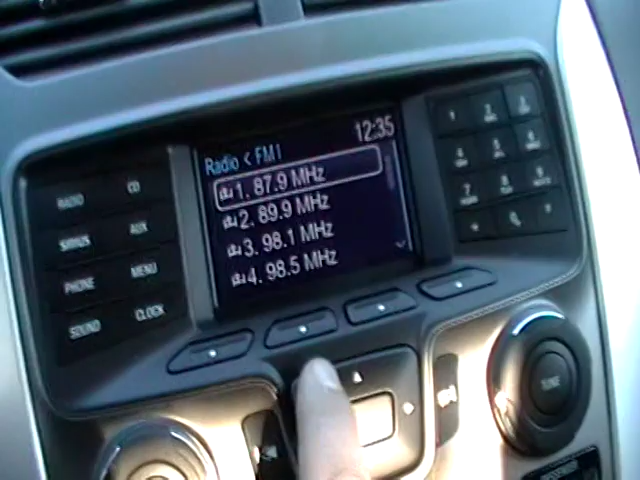 12:35
Radio < FM1
1. 87.9 MHz
2. 89.9 MHz
3. 98.1 MHz
4. 98.5 MHz
RADIO CD
SIRIUS AUX
PHONE MENU
SOUND CLOCK
TUNE